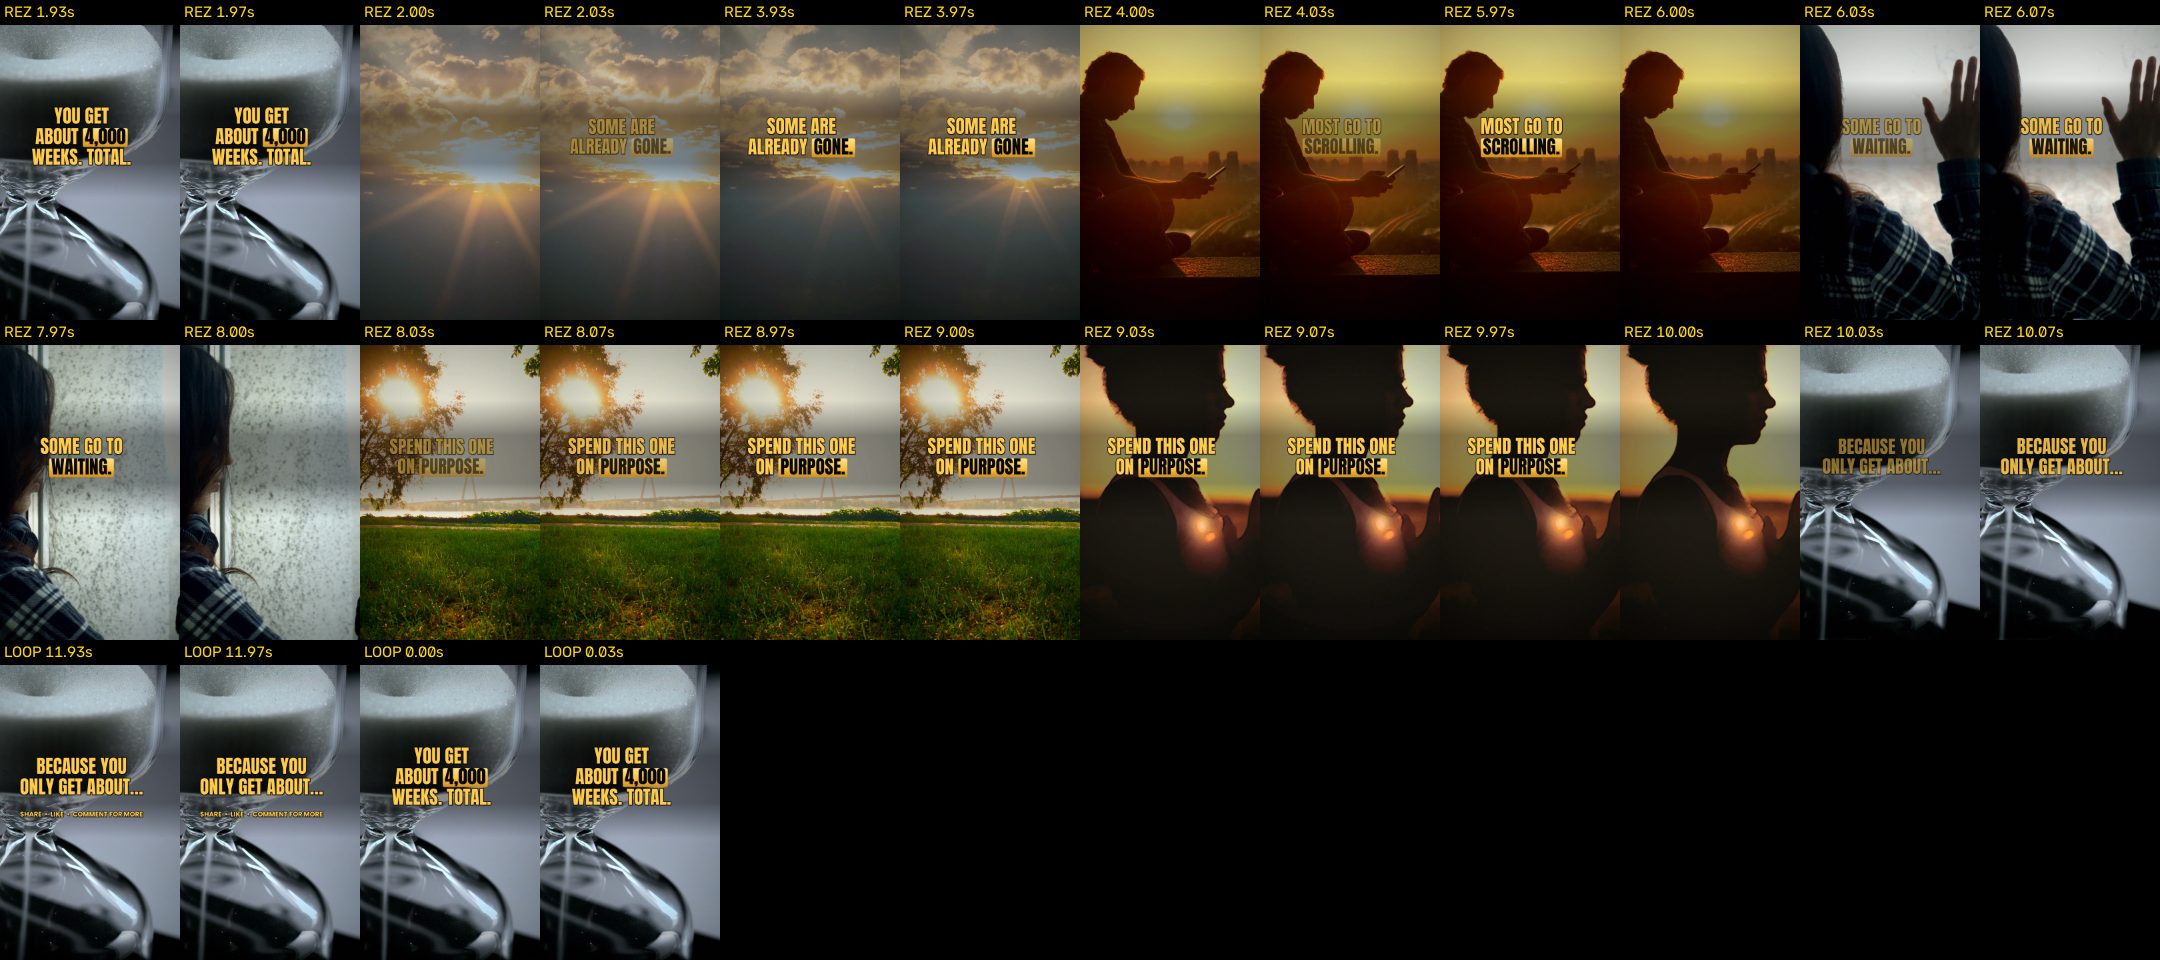 REZ 1.93s
YOU GET
ABOUT 4,000
WEEKS. TOTAL.
REZ 1.97s
YOU GET
ABOUT 4,000
WEEKS. TOTAL.
REZ 2.00s
REZ 2.03s
SOME ARE
ALREADY GONE.
REZ 3.93s
SOME ARE
ALREADY GONE.
REZ 3.97s
SOME ARE
ALREADY GONE.
REZ 4.00s
REZ 4.03s
MOST GO TO
SCROLLING.
REZ 5.97s
MOST GO TO
SCROLLING.
REZ 6.00s
REZ 6.03s
SOME GO TO
WAITING.
REZ 6.07s
SOME GO TO
WAITING.
REZ 7.97s
SOME GO TO
WAITING.
REZ 8.00s
REZ 8.03s
SPEND THIS ONE
ON PURPOSE.
REZ 8.07s
SPEND THIS ONE
ON PURPOSE.
REZ 8.97s
SPEND THIS ONE
ON PURPOSE.
REZ 9.00s
SPEND THIS ONE
ON PURPOSE.
REZ 9.03s
SPEND THIS ONE
ON PURPOSE.
REZ 9.07s
SPEND THIS ONE
ON PURPOSE.
REZ 9.97s
SPEND THIS ONE
ON PURPOSE.
REZ 10.00s
REZ 10.03s
BECAUSE YOU
ONLY GET ABOUT...
REZ 10.07s
BECAUSE YOU
ONLY GET ABOUT...
LOOP 11.93s
BECAUSE YOU
ONLY GET ABOUT...
SHARE • LIKE • COMMENT FOR MORE
LOOP 11.97s
BECAUSE YOU
ONLY GET ABOUT...
SHARE • LIKE • COMMENT FOR MORE
LOOP 0.00s
YOU GET
ABOUT 4,000
WEEKS. TOTAL.
LOOP 0.03s
YOU GET
ABOUT 4,000
WEEKS. TOTAL.